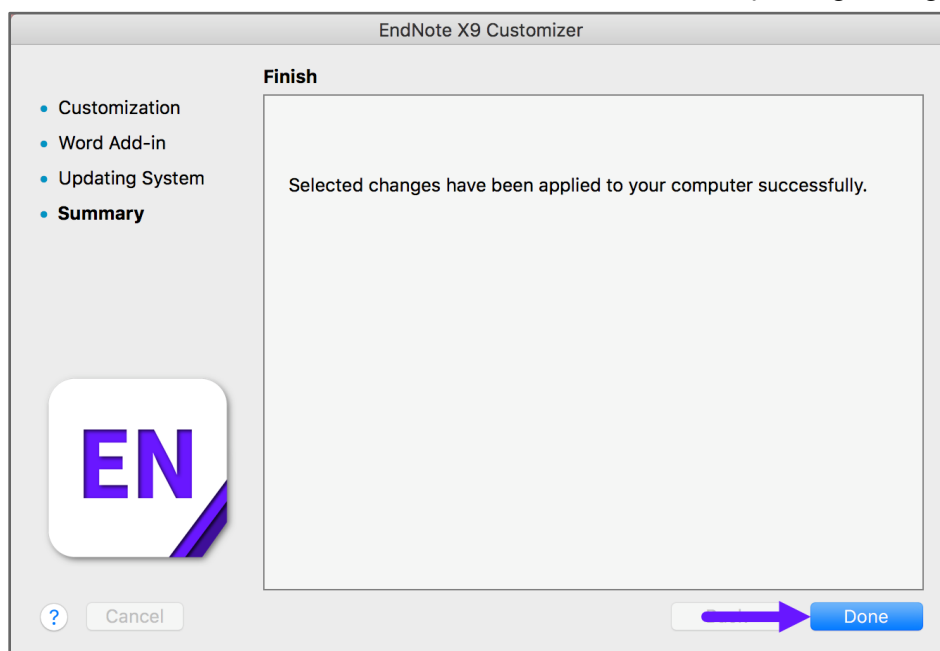 EndNote X9 Customizer
Finish
Customization
Word Add-in
Updating System
Summary
Selected changes have been applied to your computer successfully.
EN
?
Cancel
Done